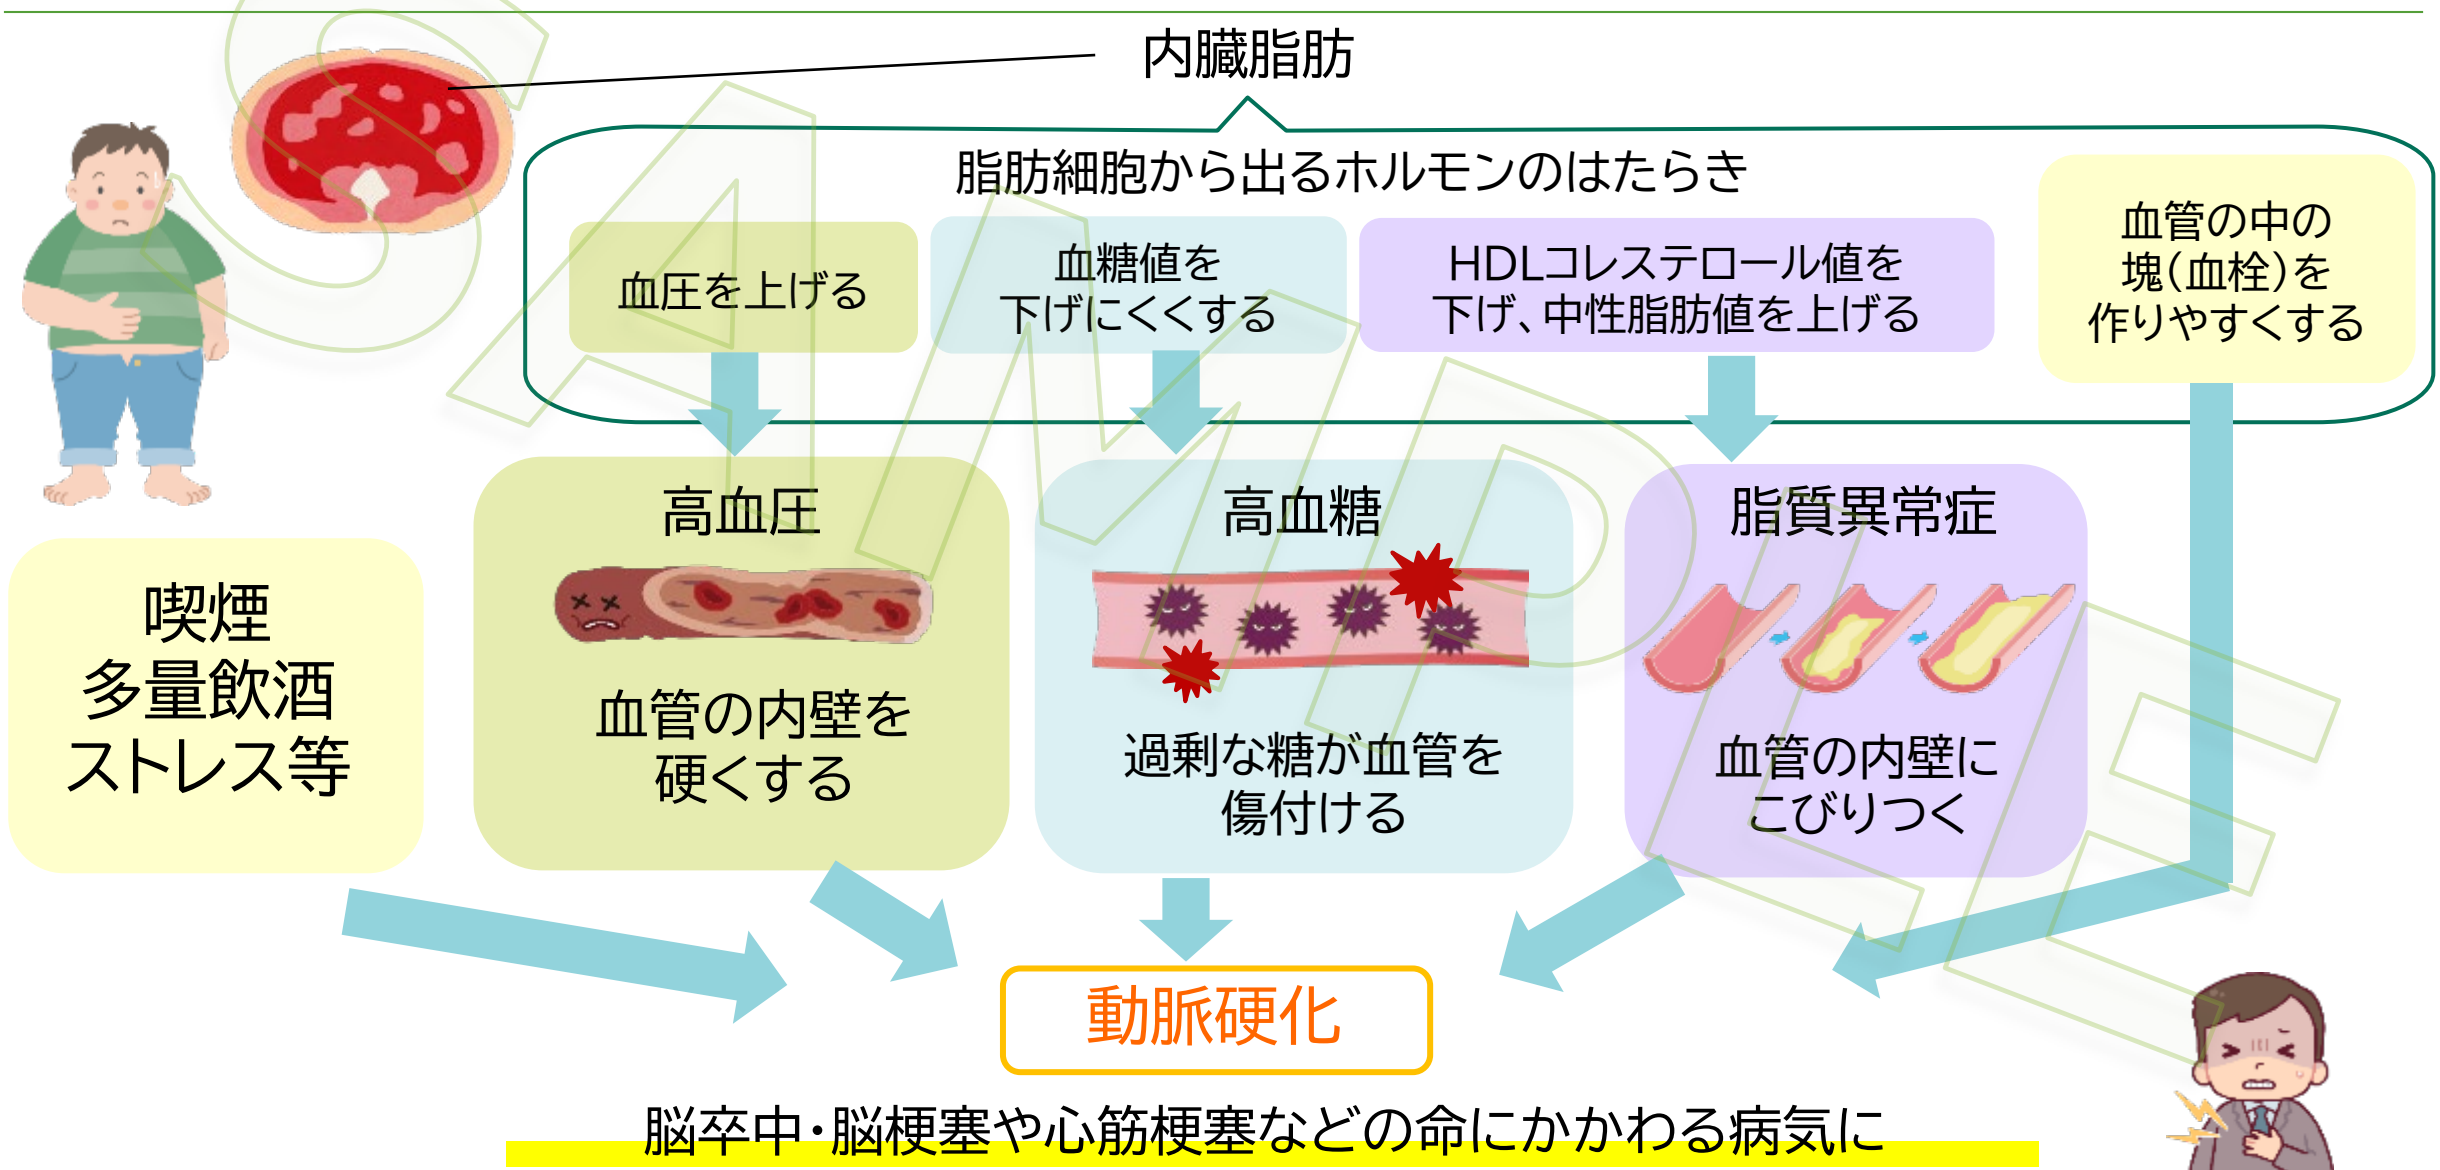 内臓脂肪
脂肪細胞から出るホルモンのはたらき
血圧を上げる
血糖値を
下げにくくする
HDLコレステロール値を
下げ、中性脂肪値を上げる
血管の中の
塊(血栓)を
作りやすくする
喫煙
多量飲酒
ストレス等
高血圧
血管の内壁を
硬くする
高血糖
過剰な糖が血管を
傷付ける
脂質異常症
血管の内壁に
こびりつく
動脈硬化
脳卒中・脳梗塞や心筋梗塞などの命にかかわる病気に
SAMPLE